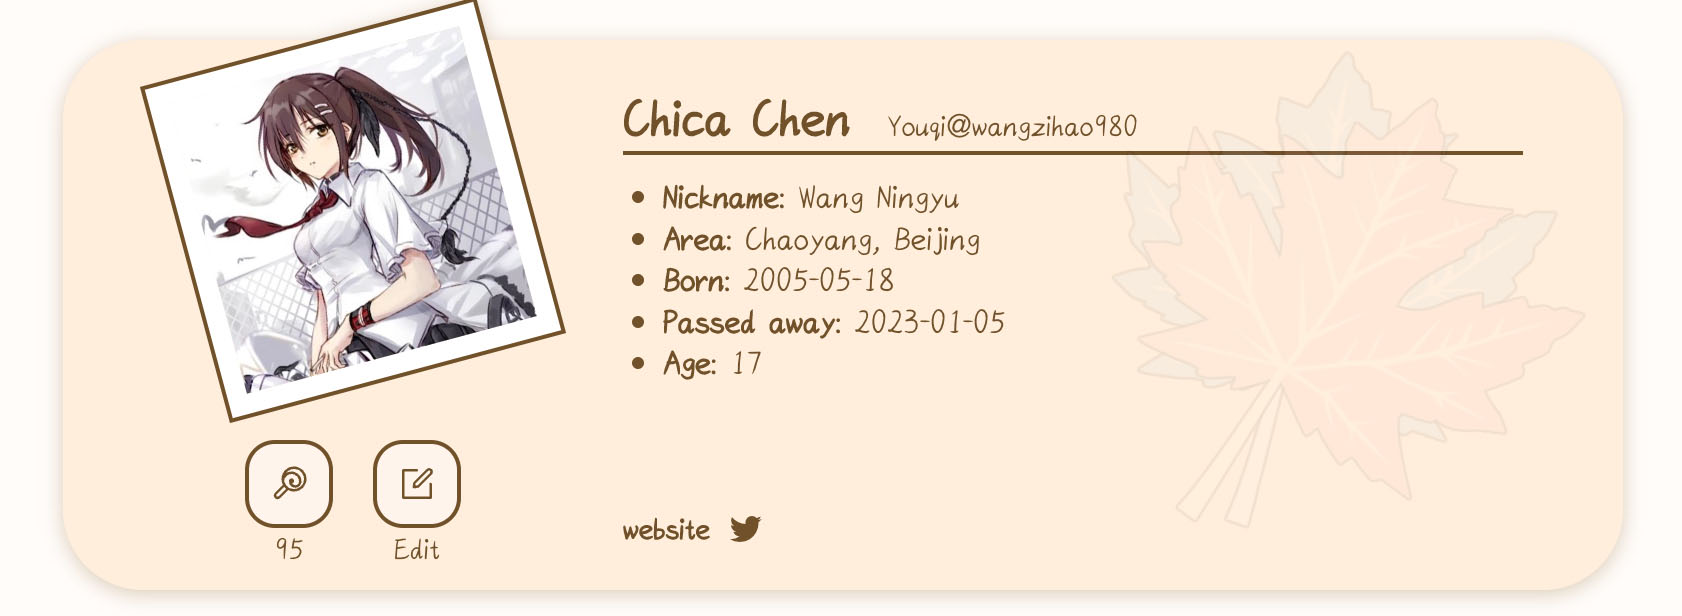 Chica Chen Youqi@wangzihao980
Nickname: Wang Ningyu
Area: Chaoyang, Beijing
Born: 2005-05-18
Passed away: 2023-01-05
Age: 17
95
Edit
website